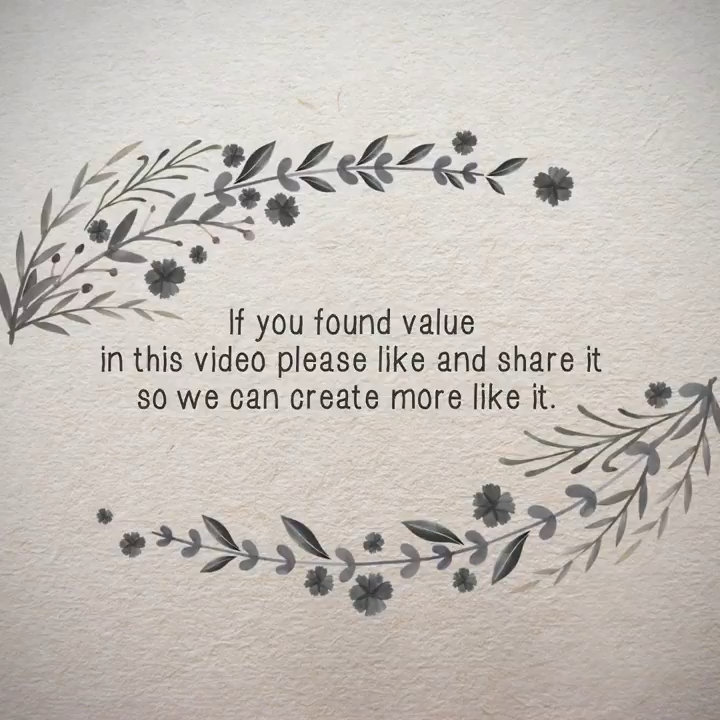 If you found value
in this video please like and share it
so we can create more like it.